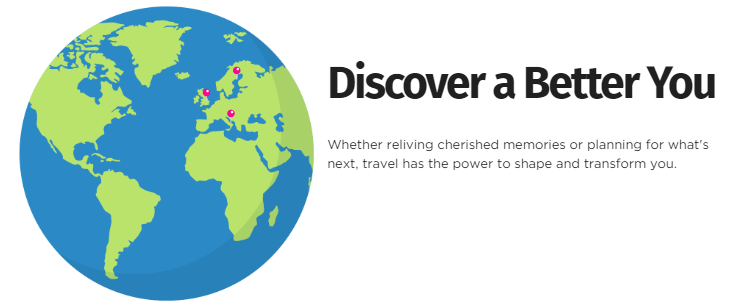 Discover a Better You
Whether reliving cherished memories or planning for what's
next, travel has the power to shape and transform you.